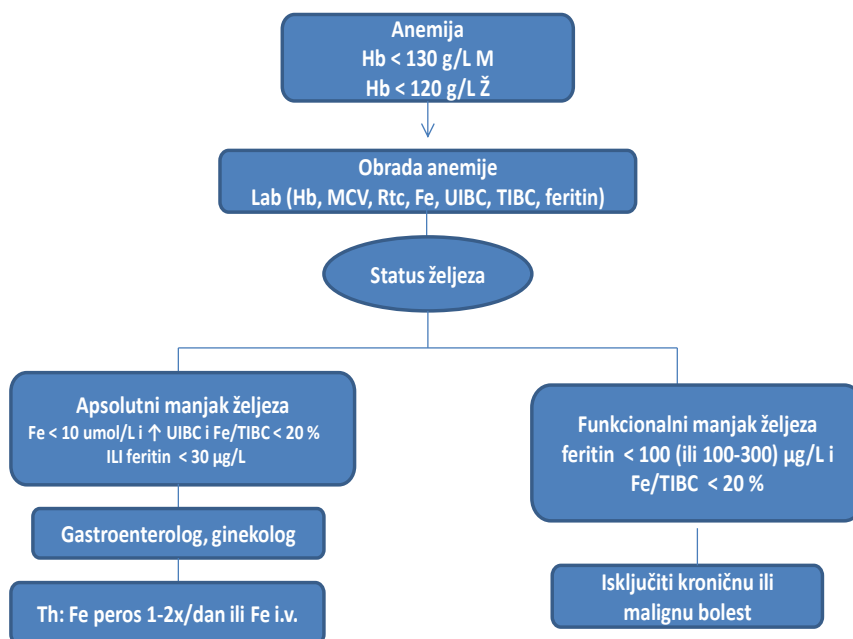 Anemija
Hb < 130 g/L M
Hb < 120 g/L Ž
Obrada anemije
Lab (Hb, MCV, Rtc, Fe, UIBC, TIBC, feritin)
Status željeza
Apsolutni manjak željeza
Fe < 10 umol/L i ↑ UIBC i Fe/TIBC < 20 %
ILI feritin < 30 µg/L
Gastroenterolog, ginekolog
Th: Fe peros 1-2x/dan ili Fe i.v.
Funkcionalni manjak željeza
feritin < 100 (ili 100-300) µg/L i
Fe/TIBC < 20 %
Isključiti kroničnu ili
malignu bolest